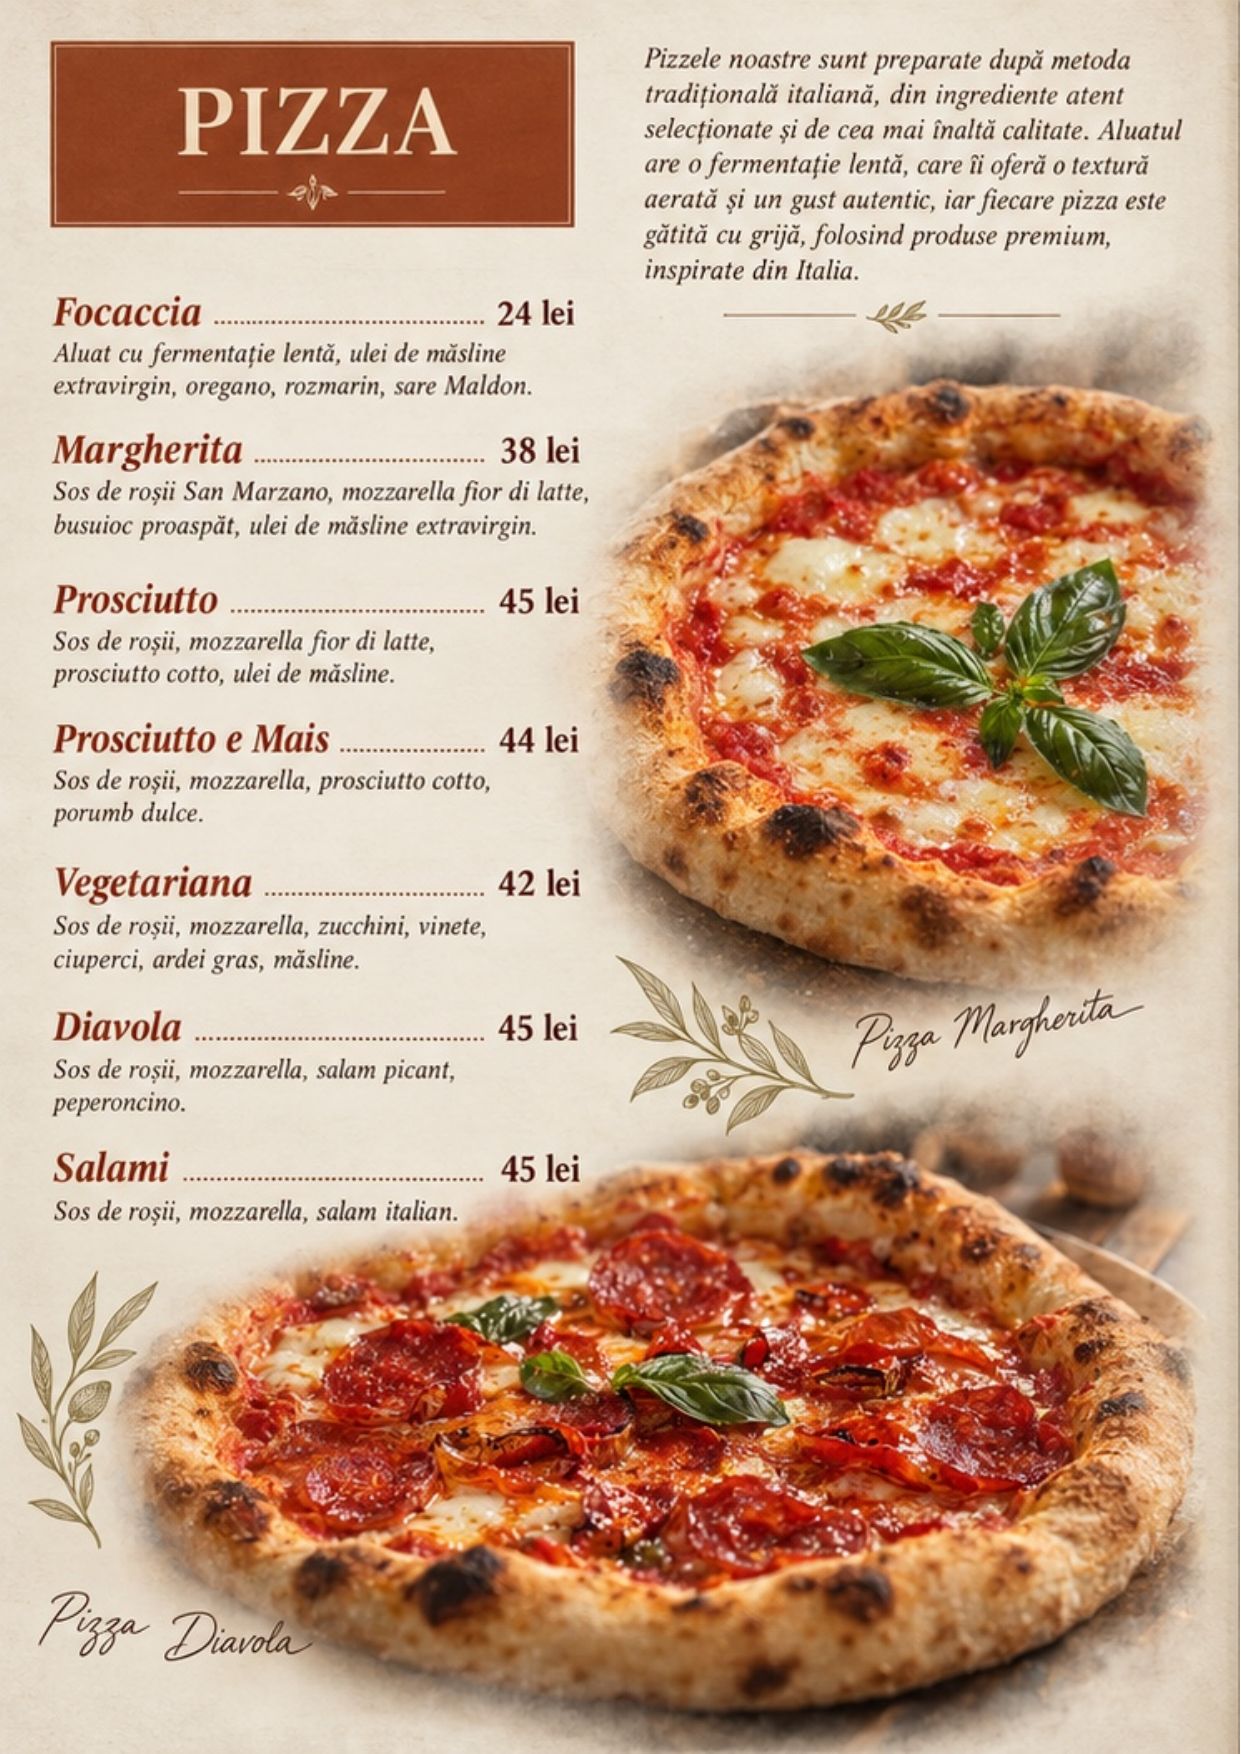 PIZZA
Focaccia ........ 24 lei
Aluat cu fermentație lentă, ulei de măsline
extravirgin, oregano, rozmarin, sare Maldon.
Margherita ........ 38 lei
Sos de roșii San Marzano, mozzarella fior di latte,
busuioc proaspăt, ulei de măsline extravirgin.
Prosciutto ........ 45 lei
Sos de roșii, mozzarella fior di latte,
prosciutto cotto, ulei de măsline.
Prosciutto e Mais ........ 44 lei
Sos de roșii, mozzarella, prosciutto cotto,
porumb dulce.
Vegetariana ........ 42 lei
Sos de roșii, mozzarella, zucchini, vinete,
ciuperci, ardei gras, măsline.
Diavola ........ 45 lei
Sos de roșii, mozzarella, salam picant,
peperoncino.
Salami ........ 45 lei
Sos de roșii, mozzarella, salam italian.
Pizzele noastre sunt preparate după metoda
tradițională italiană, din ingrediente atent
selecționate și de cea mai înaltă calitate. Aluatul
are o fermentație lentă, care îi oferă o textură
aerată și un gust autentic, iar fiecare pizza este
gătită cu grijă, folosind produse premium,
inspirate din Italia.
Pizza Margherita
Pizza Diavola